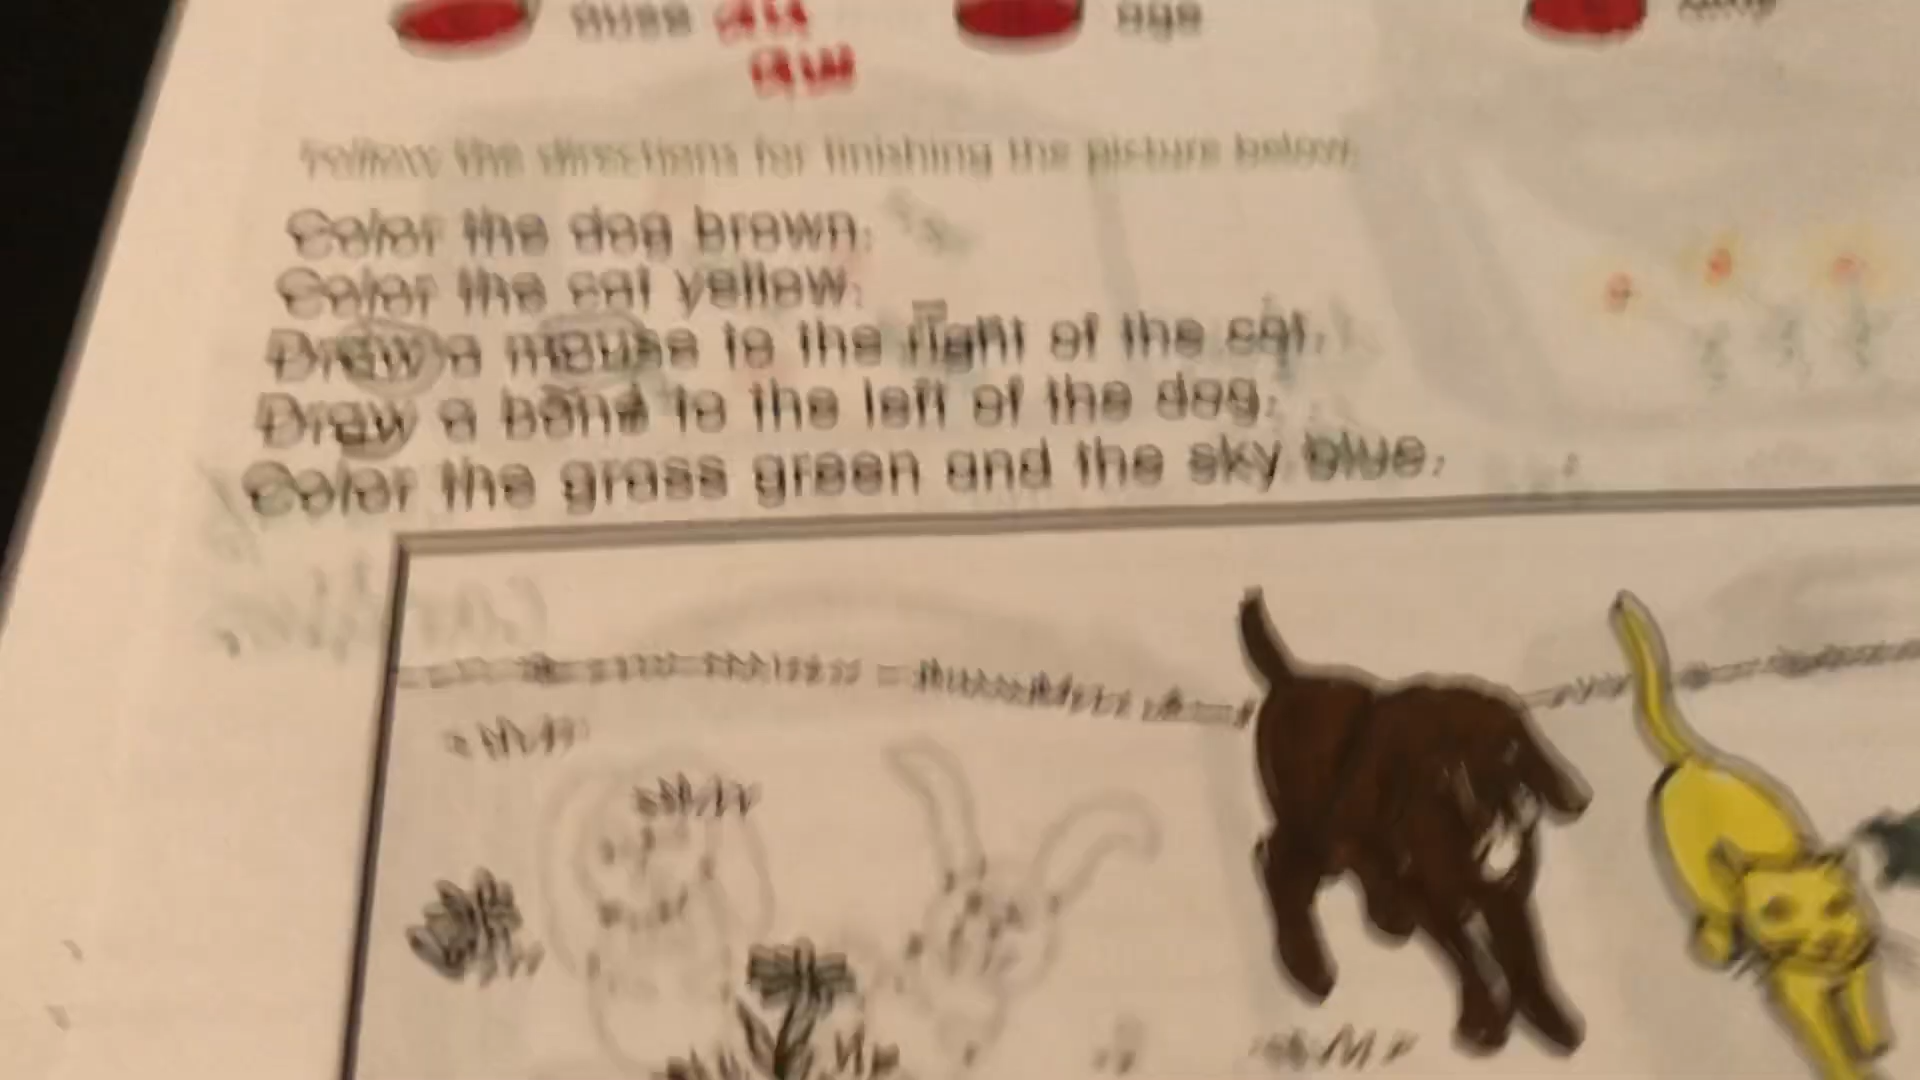 age
Follow the directions for finishing the picture below.
Color the dog brown.
Color the cat yellow.
Draw a mouse to the right of the cat.
Draw a bone to the left of the dog.
Color the grass green and the sky blue.